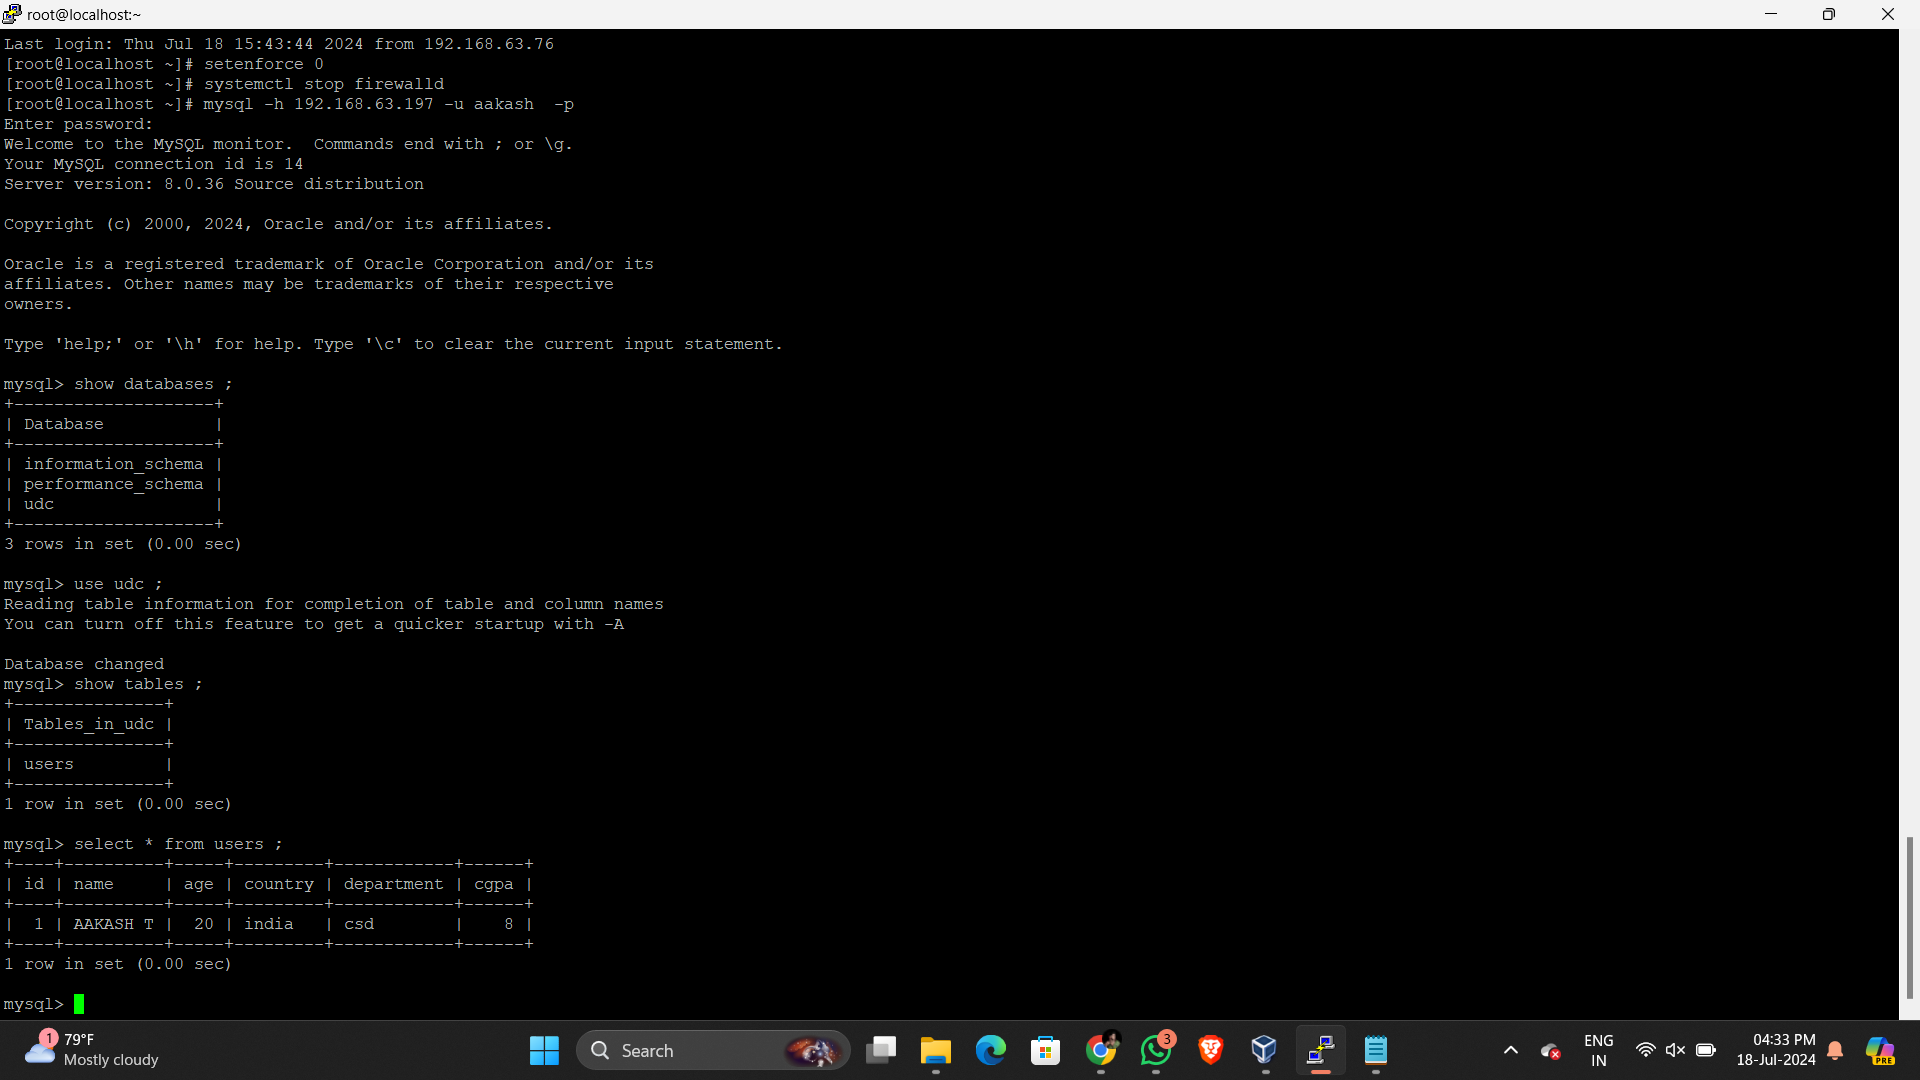 root@localhost:~
Last login: Thu Jul 18 15:43:44 2024 from 192.168.63.76
[root@localhost ~]# setenforce 0
[root@localhost ~]# systemctl stop firewalld
[root@localhost ~]# mysql -h 192.168.63.197 -u aakash  -p
Enter password:
Welcome to the MySQL monitor.  Commands end with ; or \g.
Your MySQL connection id is 14
Server version: 8.0.36 Source distribution

Copyright (c) 2000, 2024, Oracle and/or its affiliates.

Oracle is a registered trademark of Oracle Corporation and/or its
affiliates. Other names may be trademarks of their respective
owners.

Type 'help;' or '\h' for help. Type '\c' to clear the current input statement.

mysql> show databases ;
+--------------------+
| Database           |
+--------------------+
| information_schema |
| performance_schema |
| udc                |
+--------------------+
3 rows in set (0.00 sec)

mysql> use udc ;
Reading table information for completion of table and column names
You can turn off this feature to get a quicker startup with -A

Database changed
mysql> show tables ;
+---------------+
| Tables_in_udc |
+---------------+
| users         |
+---------------+
1 row in set (0.00 sec)

mysql> select * from users ;
+----+----------+-----+---------+------------+------+
| id | name     | age | country | department | cgpa |
+----+----------+-----+---------+------------+------+
|  1 | AAKASH T |  20 | india   | csd        |    8 |
+----+----------+-----+---------+------------+------+
1 row in set (0.00 sec)

mysql>
1
79°F
Mostly cloudy
Search
3
ENG
IN
04:33 PM
18-Jul-2024
PRE